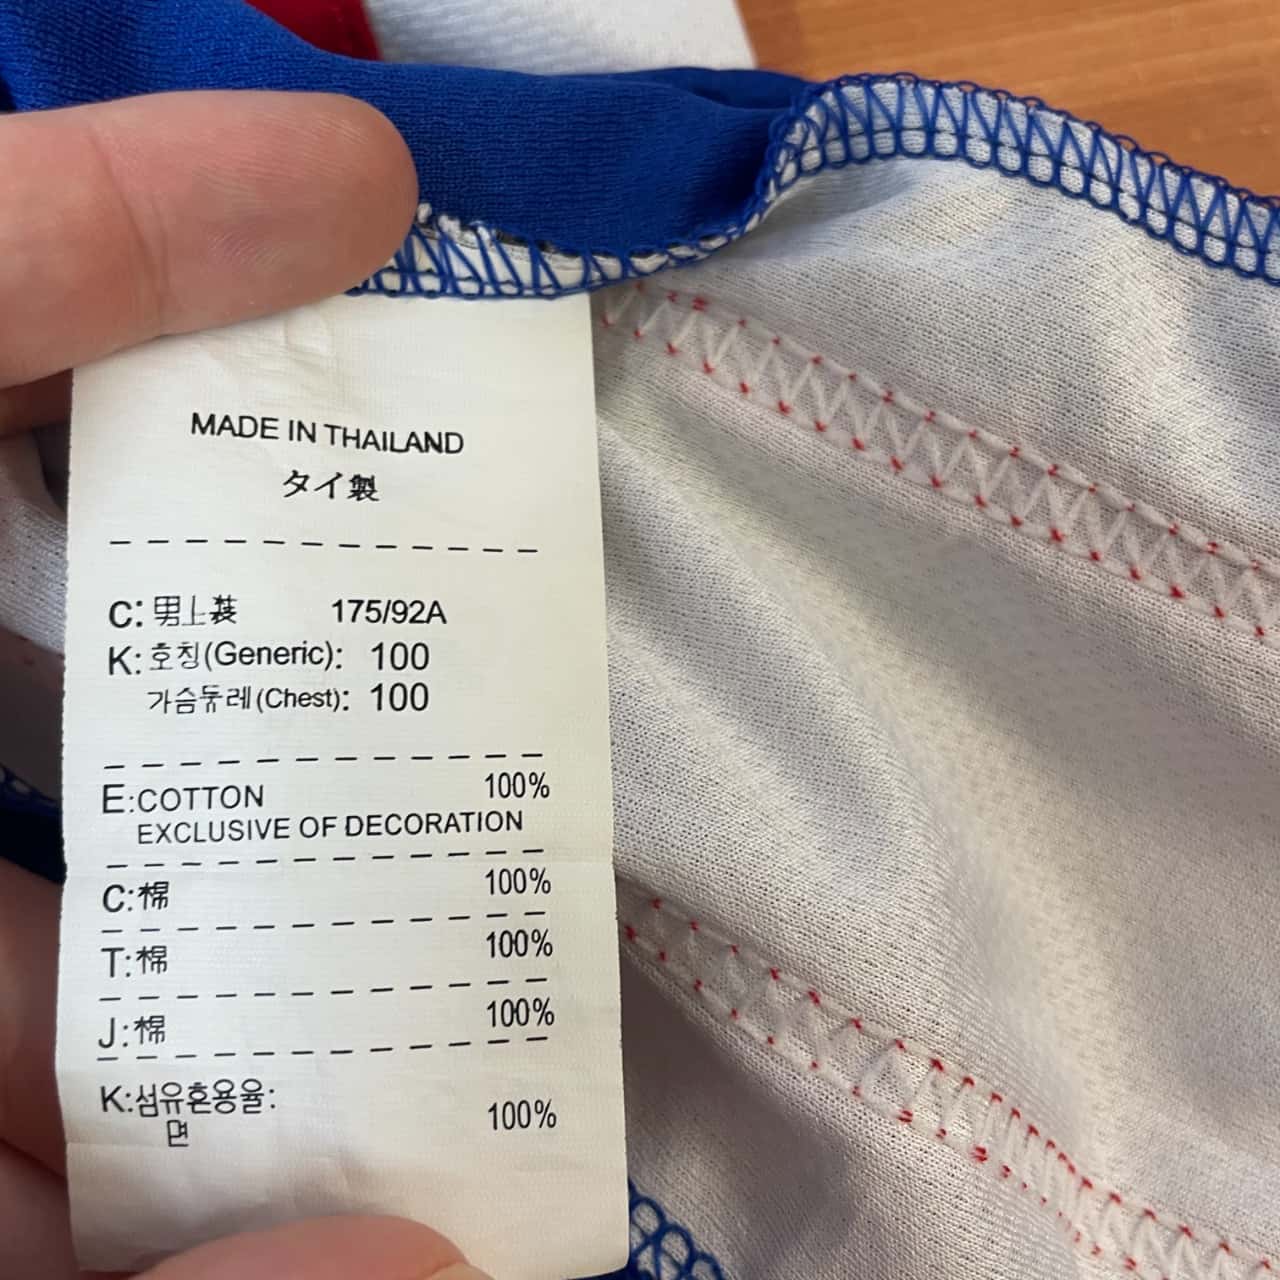 MADE IN THAILAND
タイ製
C: 男上裝 175/92A
K: 호칭(Generic): 100
가슴둘레(Chest): 100
E:COTTON 100%
EXCLUSIVE OF DECORATION
C:棉 100%
T:棉 100%
J:棉 100%
K:섬유혼용율:
면 100%